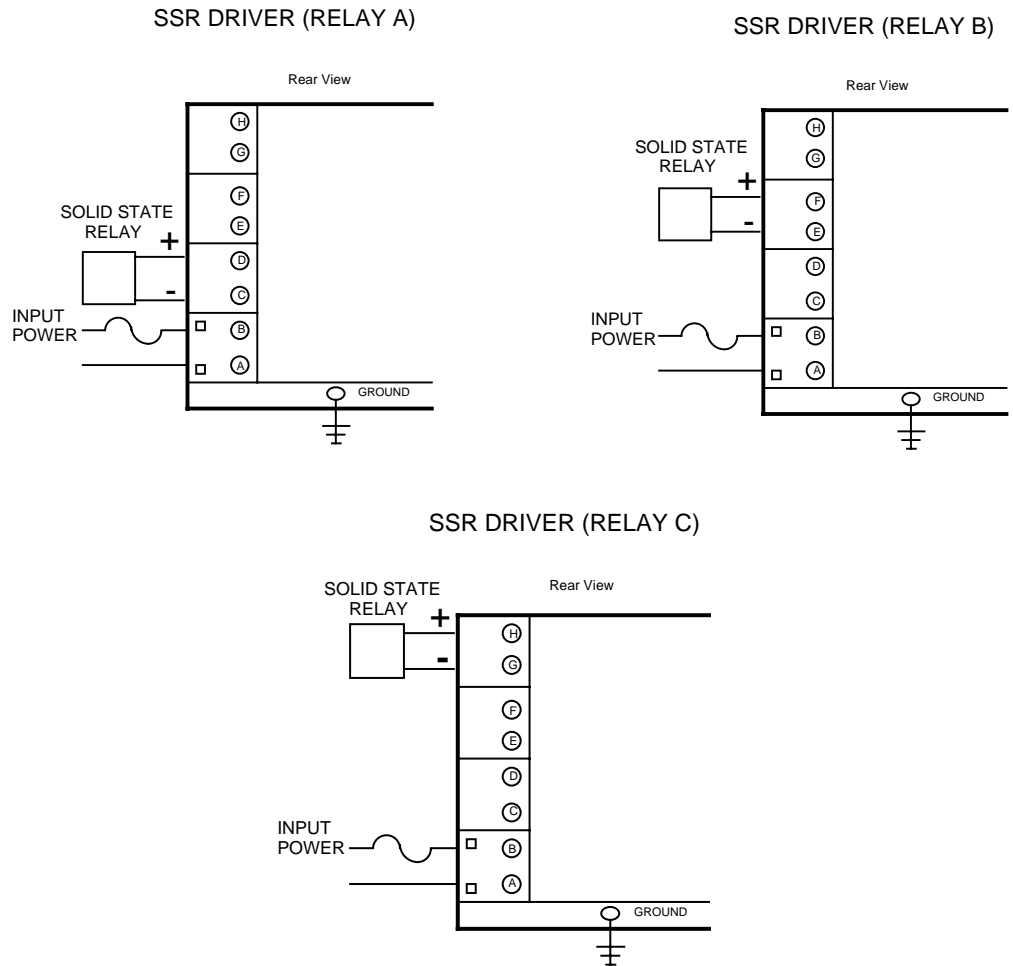 SSR DRIVER (RELAY A)
Rear View
H
G
F
E
D
C
B
A
SOLID STATE
RELAY
+
-
INPUT
POWER
GROUND
SSR DRIVER (RELAY B)
Rear View
H
G
F
E
D
C
B
A
SOLID STATE
RELAY
+
-
INPUT
POWER
GROUND
SSR DRIVER (RELAY C)
Rear View
SOLID STATE
RELAY
+
-
H
G
F
E
D
C
B
A
INPUT
POWER
GROUND